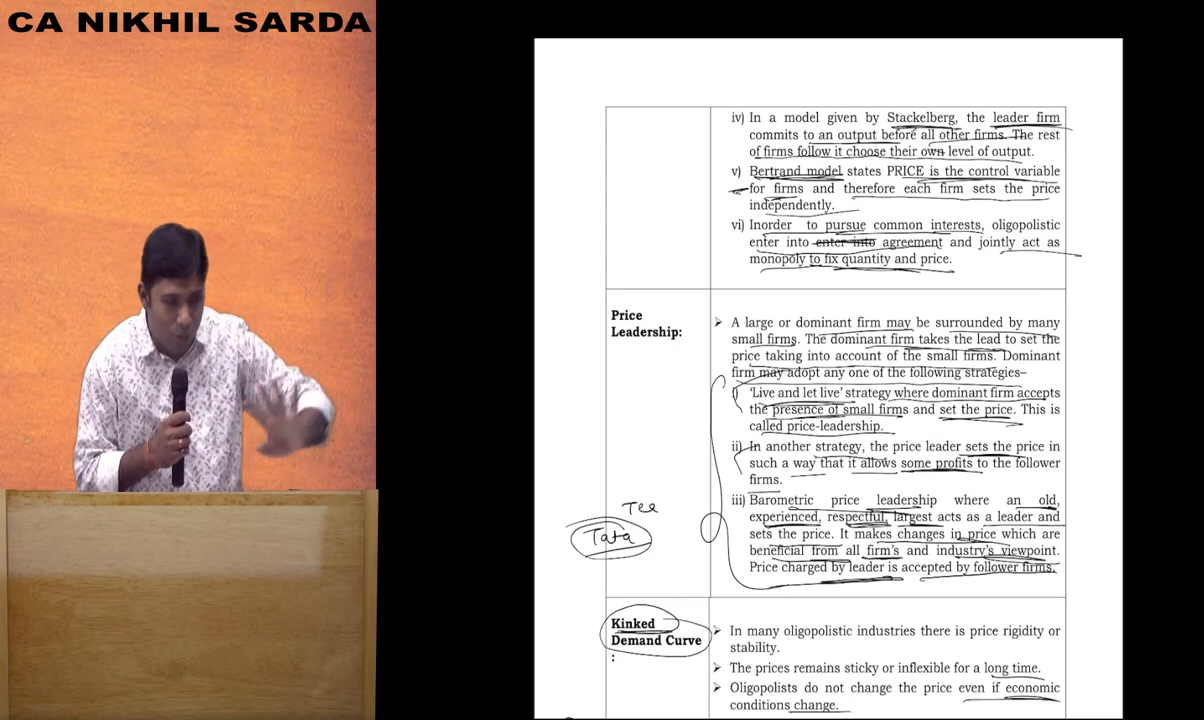 CA NIKHIL SARDA
iv) In a model given by Stackelberg, the leader firm
commits to an output before all other firms. The rest
of firms follow it choose their own level of output.
v) Bertrand model states PRICE is the control variable
for firms and therefore each firm sets the price
independently.
vi) Inorder to pursue common interests, oligopolistic
enter into enter into agreement and jointly act as
monopoly to fix quantity and price.
Price
Leadership:
➢ A large or dominant firm may be surrounded by many
small firms. The dominant firm takes the lead to set the
price taking into account of the small firms. Dominant
firm may adopt any one of the following strategies–
i) 'Live and let live' strategy where dominant firm accepts
the presence of small firms and set the price. This is
called price-leadership.
ii) In another strategy, the price leader sets the price in
such a way that it allows some profits to the follower
firms.
iii) Barometric price leadership where an old,
experienced, respectful, largest acts as a leader and
sets the price. It makes changes in price which are
beneficial from all firm's and industry's viewpoint.
Price charged by leader is accepted by follower firms.
Tee
Tata
Kinked
Demand Curve
:
➢ In many oligopolistic industries there is price rigidity or
stability.
➢ The prices remains sticky or inflexible for a long time.
➢ Oligopolists do not change the price even if economic
conditions change.